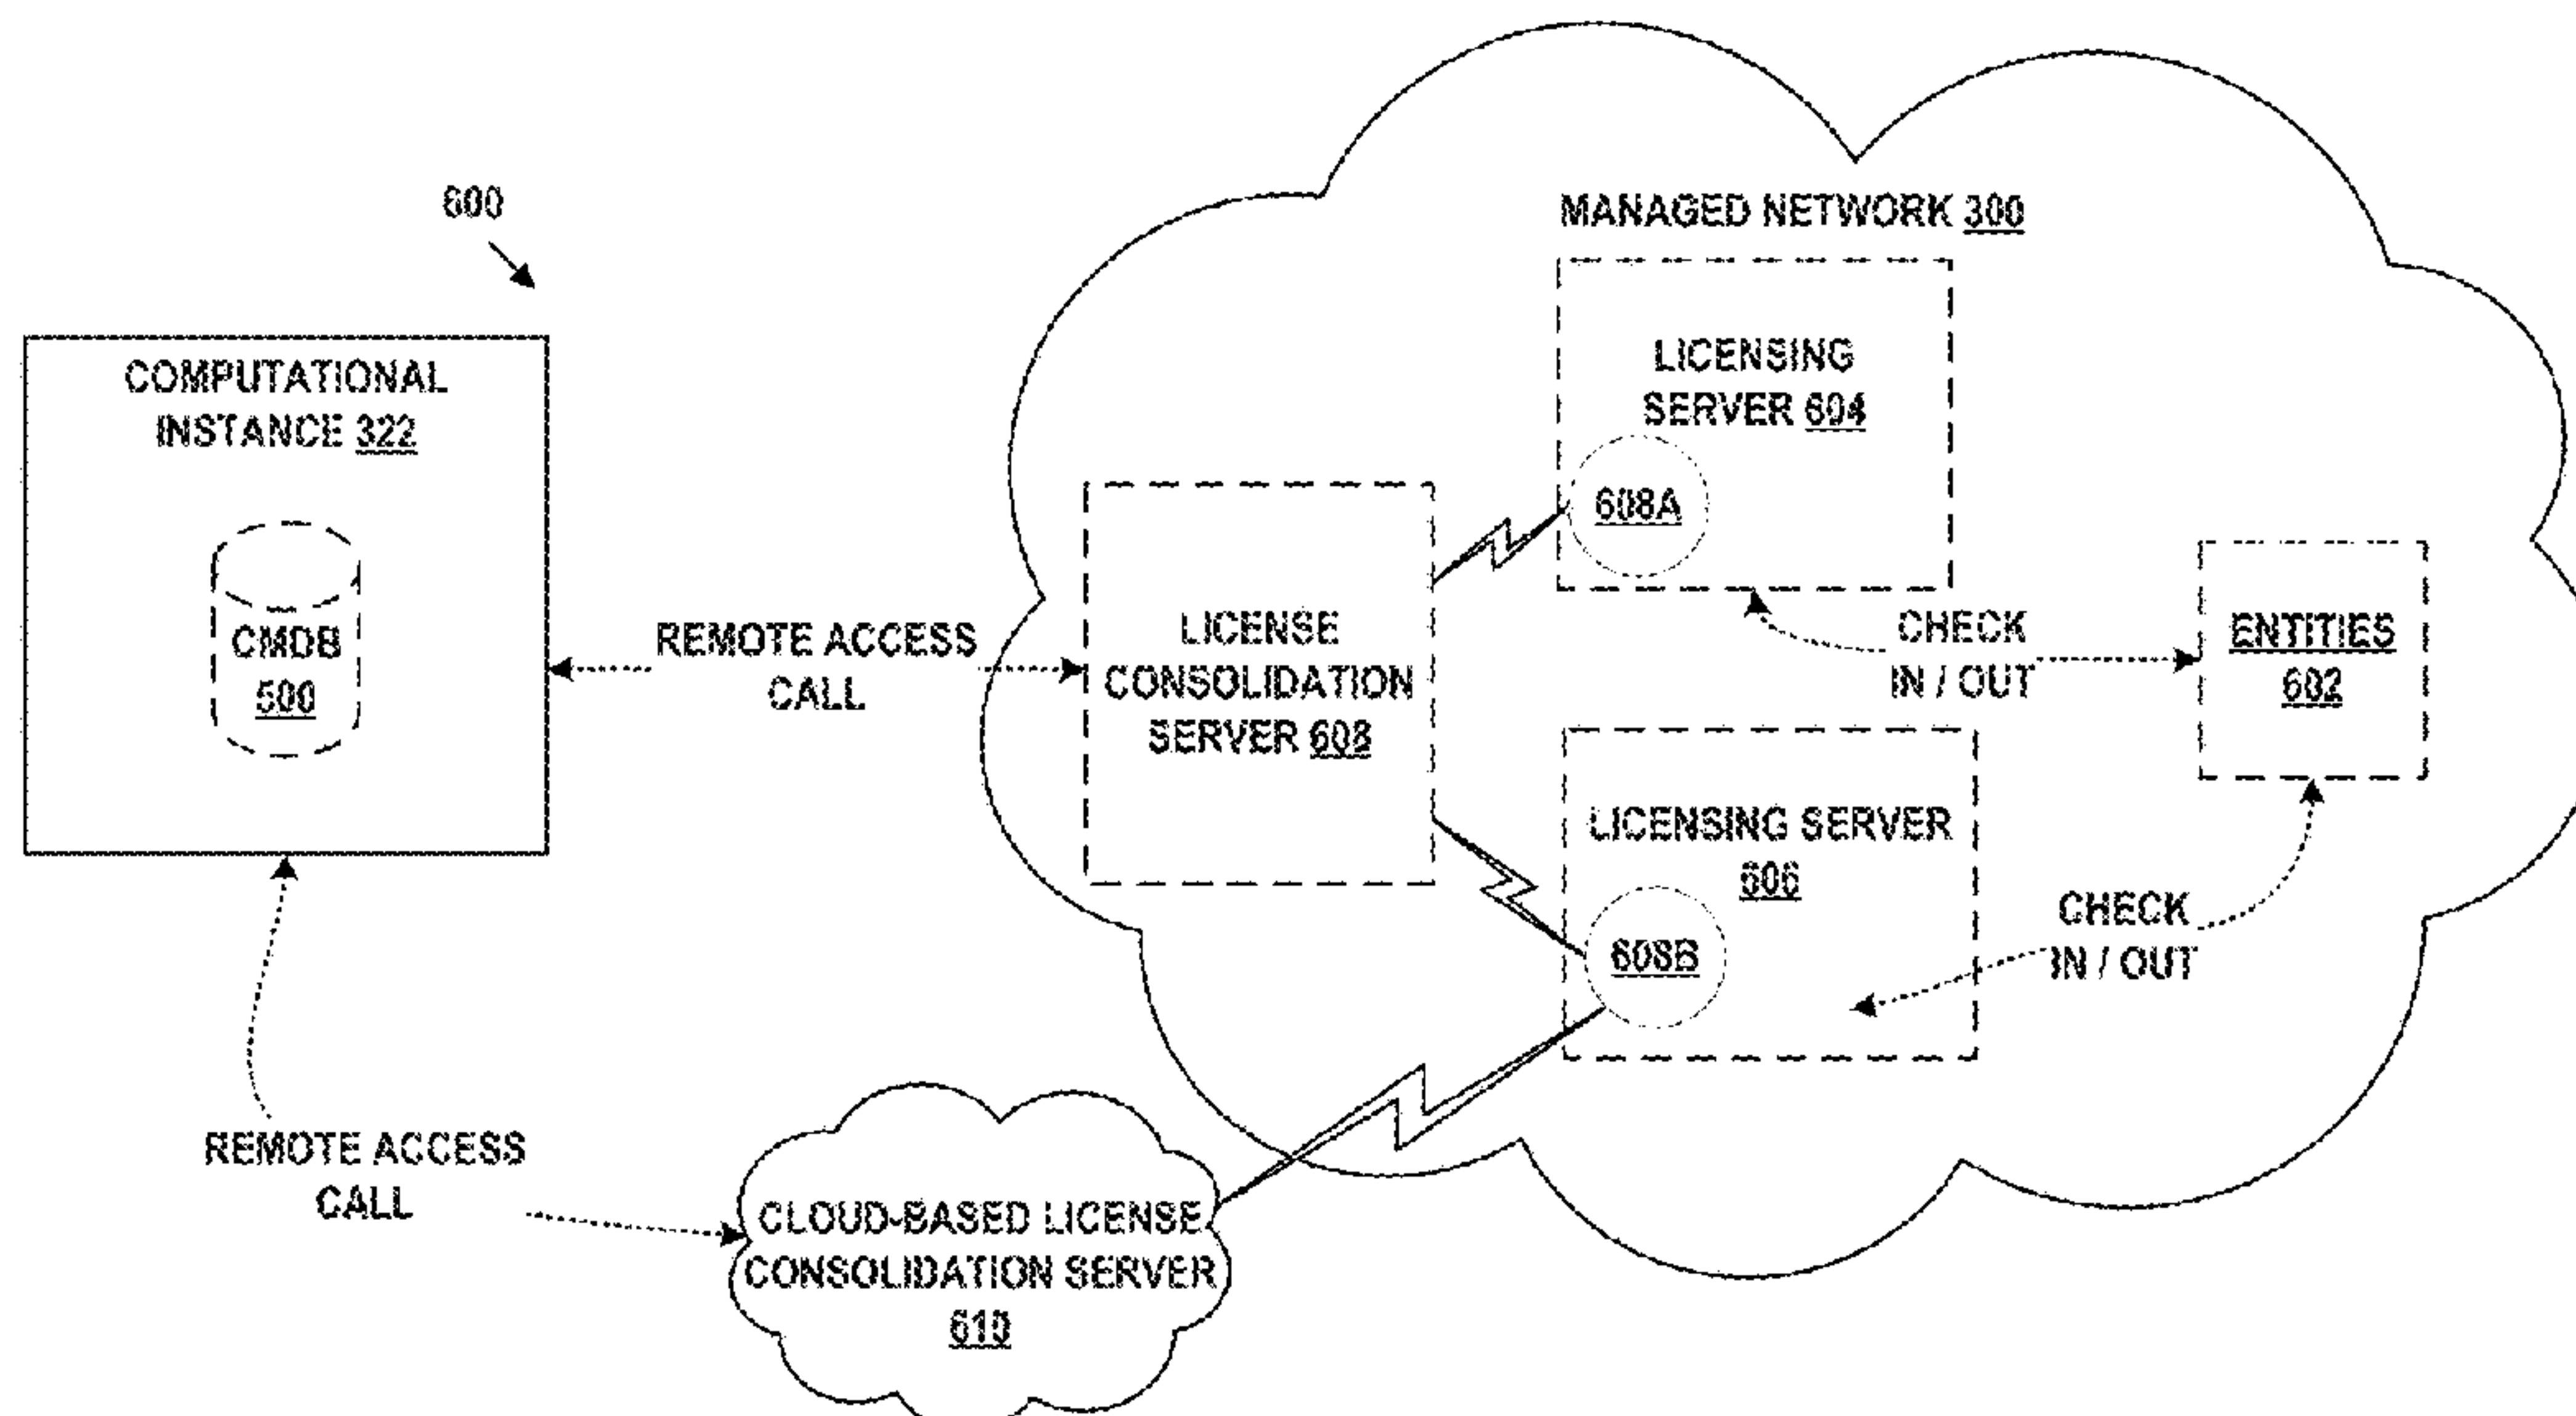 600
MANAGED NETWORK 300
COMPUTATIONAL
INSTANCE 322
CMDB
500
REMOTE ACCESS
CALL
LICENSE
CONSOLIDATION
SERVER 608
LICENSING
SERVER 604
608A
CHECK
IN / OUT
ENTITIES
602
LICENSING SERVER
606
608B
CHECK
IN / OUT
REMOTE ACCESS
CALL
CLOUD-BASED LICENSE
CONSOLIDATION SERVER
610